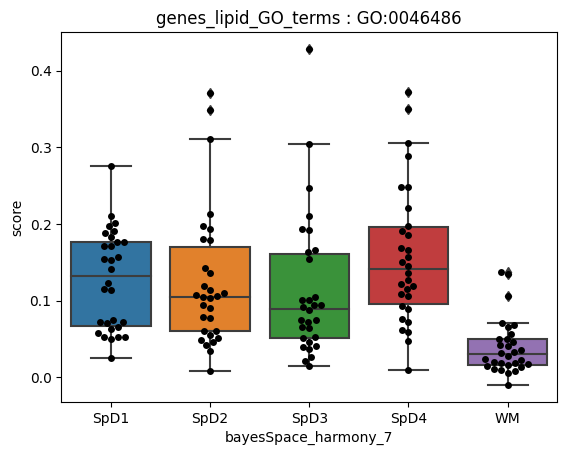 genes_lipid_GO_terms : GO:0046486
0.4
0.3
0.2
0.1
0.0
score
SpD1 SpD2 SpD3 SpD4 WM
bayesSpace_harmony_7